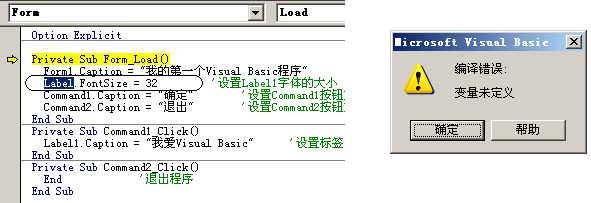 Form
Load
Option Explicit
Private Sub Form_Load()
Form1.Caption = "我的第一个Visual Basic程序"
Label.FontSize = 32 '设置Label1字体的大小
Command1.Caption = "确定" '设置Command1按钮
Command2.Caption = "退出" '设置Command2按钮
End Sub
Private Sub Command1_Click()
Label1.Caption = "我爱Visual Basic" '设置标签
End Sub
Private Sub Command2_Click()
End '退出程序
End Sub
Microsoft Visual Basic
编译错误:
变量未定义
确定
帮助